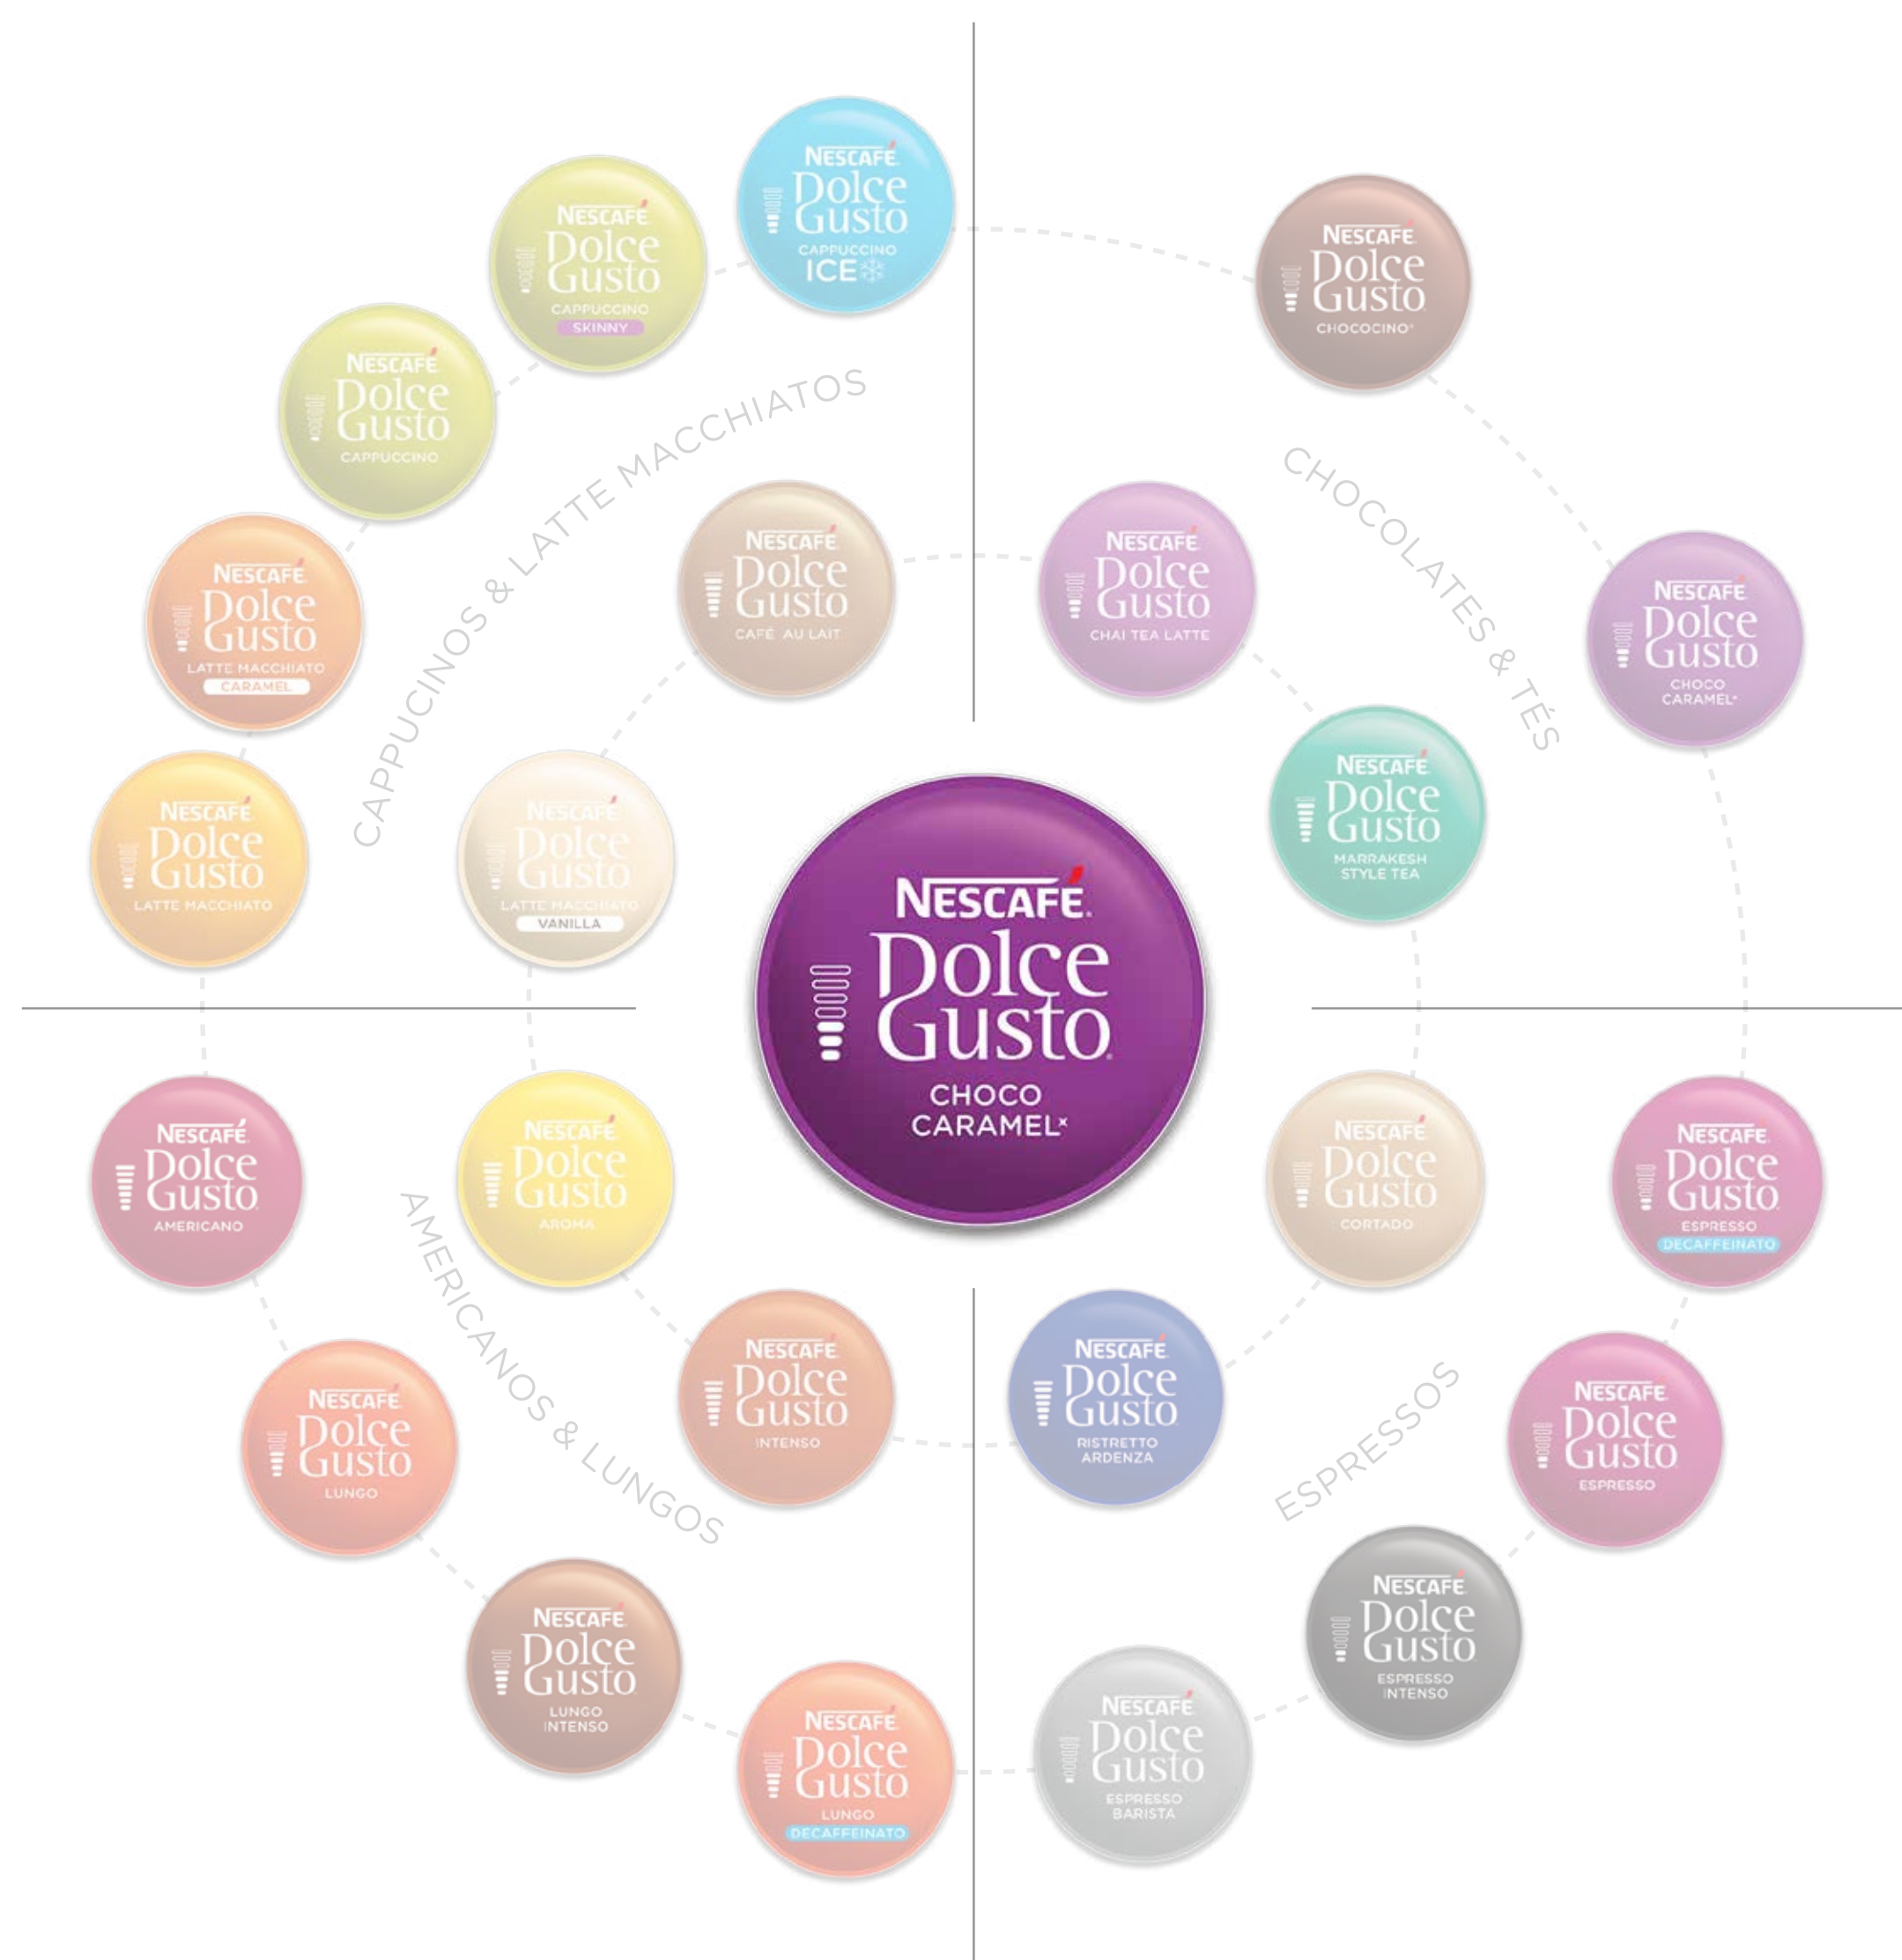 NESCAFÉ
Dolce
Gusto
CAPPUCCINO
ICE
NESCAFÉ
Dolce
Gusto
CAPPUCCINO
SKINNY
NESCAFÉ
Dolce
Gusto
CAPPUCCINO
NESCAFÉ
Dolce
Gusto
LATTE MACCHIATO
CARAMEL
NESCAFÉ
Dolce
Gusto
LATTE MACCHIATO
CAPPUCINOS & LATTE MACCHIATOS
NESCAFÉ
Dolce
Gusto
CAFÉ AU LAIT
NESCAFÉ
Dolce
Gusto
LATTE MACCHIATO
VANILLA
NESCAFÉ
Dolce
Gusto
CHOCOCINO*
CHOCOLATES & TÉS
NESCAFÉ
Dolce
Gusto
CHOCO
CARAMEL*
NESCAFÉ
Dolce
Gusto
CHAI TEA LATTE
NESCAFÉ
Dolce
Gusto
MARRAKESH
STYLE TEA
NESCAFÉ®
Dolce
Gusto®
CHOCO
CARAMEL*
NESCAFÉ
Dolce
Gusto
AMERICANO
NESCAFÉ
Dolce
Gusto
AROMA
AMERICANOS & LUNGOS
NESCAFÉ
Dolce
Gusto
INTENSO
NESCAFÉ
Dolce
Gusto
LUNGO
NESCAFÉ
Dolce
Gusto
LUNGO
INTENSO
NESCAFÉ
Dolce
Gusto
LUNGO
DECAFFEINATO
NESCAFÉ
Dolce
Gusto
CORTADO
NESCAFÉ
Dolce
Gusto
ESPRESSO
DECAFFEINATO
NESCAFÉ
Dolce
Gusto
RISTRETTO
ARDENZA
ESPRESSOS
NESCAFÉ
Dolce
Gusto
ESPRESSO
NESCAFÉ
Dolce
Gusto
ESPRESSO
INTENSO
NESCAFÉ
Dolce
Gusto
ESPRESSO
BARISTA